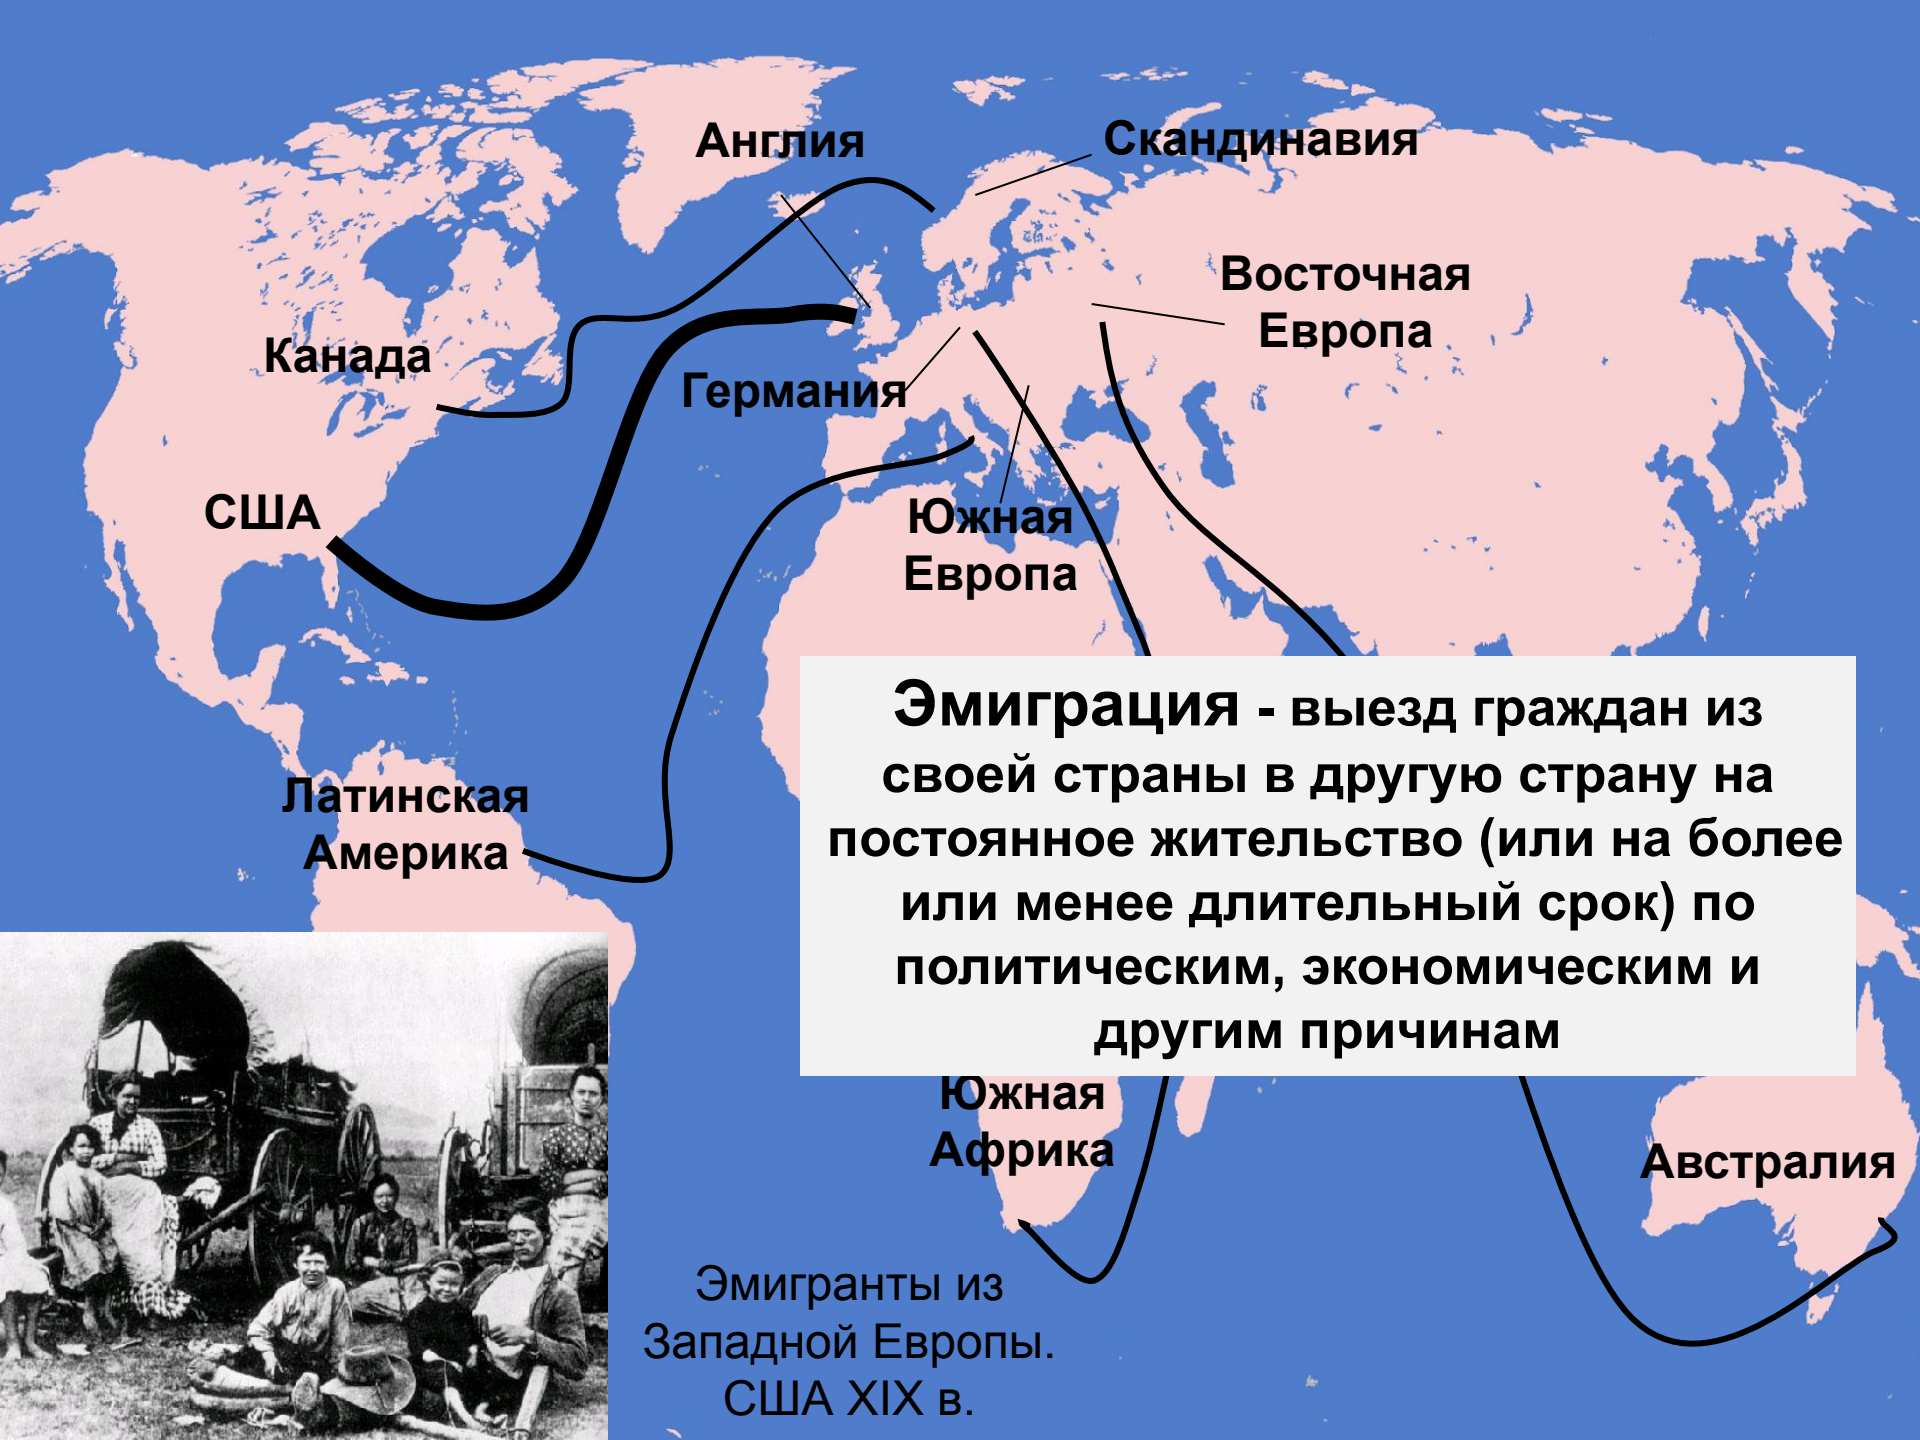 Англия
Скандинавия
Восточная
Европа
Канада
Германия
США
Южная
Европа
Эмиграция - выезд граждан из
своей страны в другую страну на
постоянное жительство (или на более
или менее длительный срок) по
политическим, экономическим и
другим причинам
Латинская
Америка
Южная
Африка
Австралия
Эмигранты из
Западной Европы.
США XIX в.